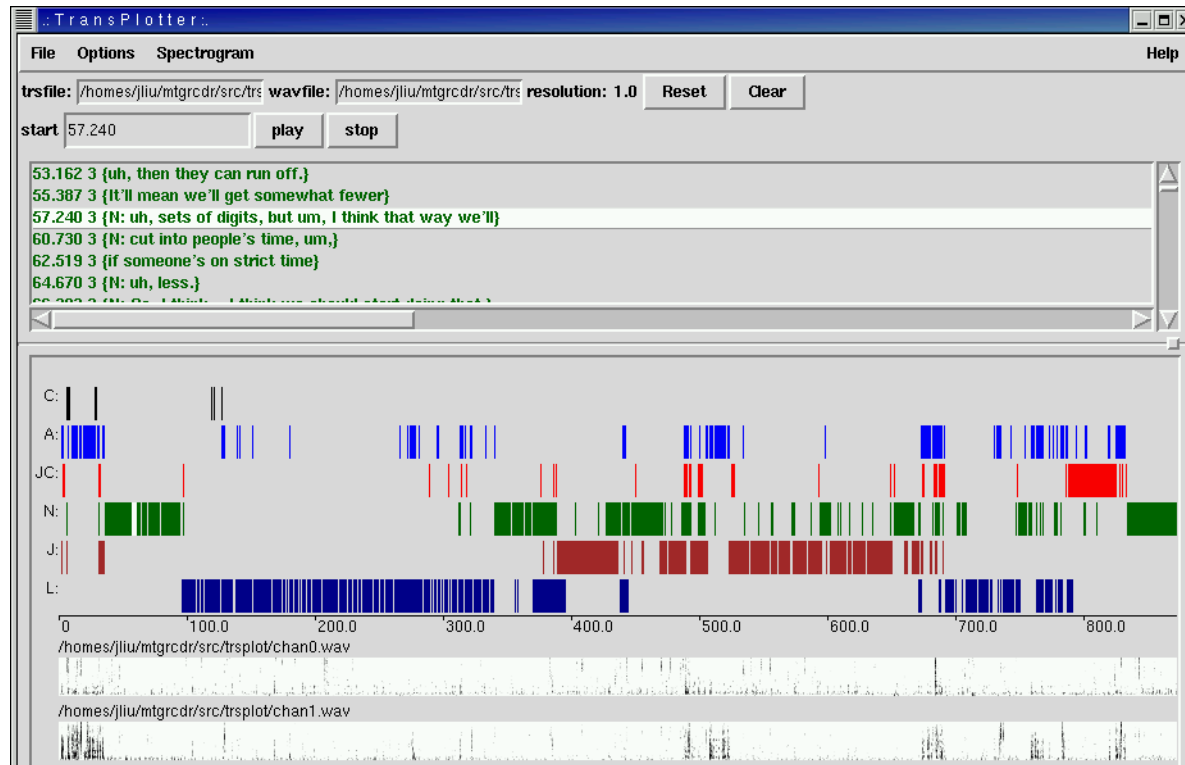 .:TransPlotter:.
File Options Spectrogram Help
trsfile: /homes/jliu/mtgrcdr/src/trs wavfile: /homes/jliu/mtgrcdr/src/trs resolution: 1.0 Reset Clear
start 57.240 play stop
53.162 3 {uh, then they can run off.}
55.387 3 {It'll mean we'll get somewhat fewer}
57.240 3 {N: uh, sets of digits, but um, I think that way we'll}
60.730 3 {N: cut into people's time, um,}
62.519 3 {if someone's on strict time}
64.670 3 {N: uh, less.}
C:
A:
JC:
N:
J:
L:
0 100.0 200.0 300.0 400.0 500.0 600.0 700.0 800.0
/homes/jliu/mtgrcdr/src/trsplot/chan0.wav
/homes/jliu/mtgrcdr/src/trsplot/chan1.wav